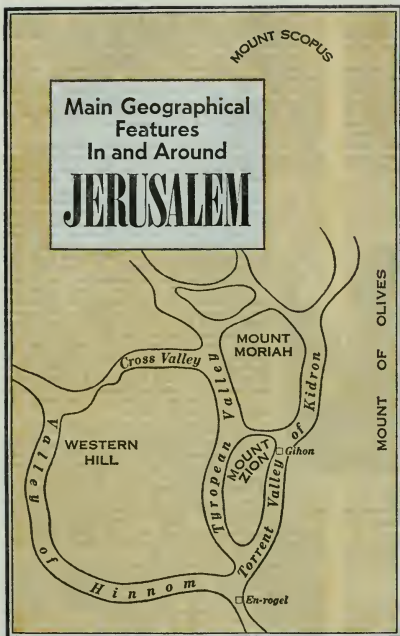 MOUNT SCOPUS
Main Geographical
Features
In and Around
JERUSALEM
MOUNT OF OLIVES
MOUNT
MORIAH
Cross Valley
Tyropean Valley
Torrent Valley of Kidron
WESTERN
HILL
MOUNT
ZION
Gihon
Valley of Hinnom
En-rogel